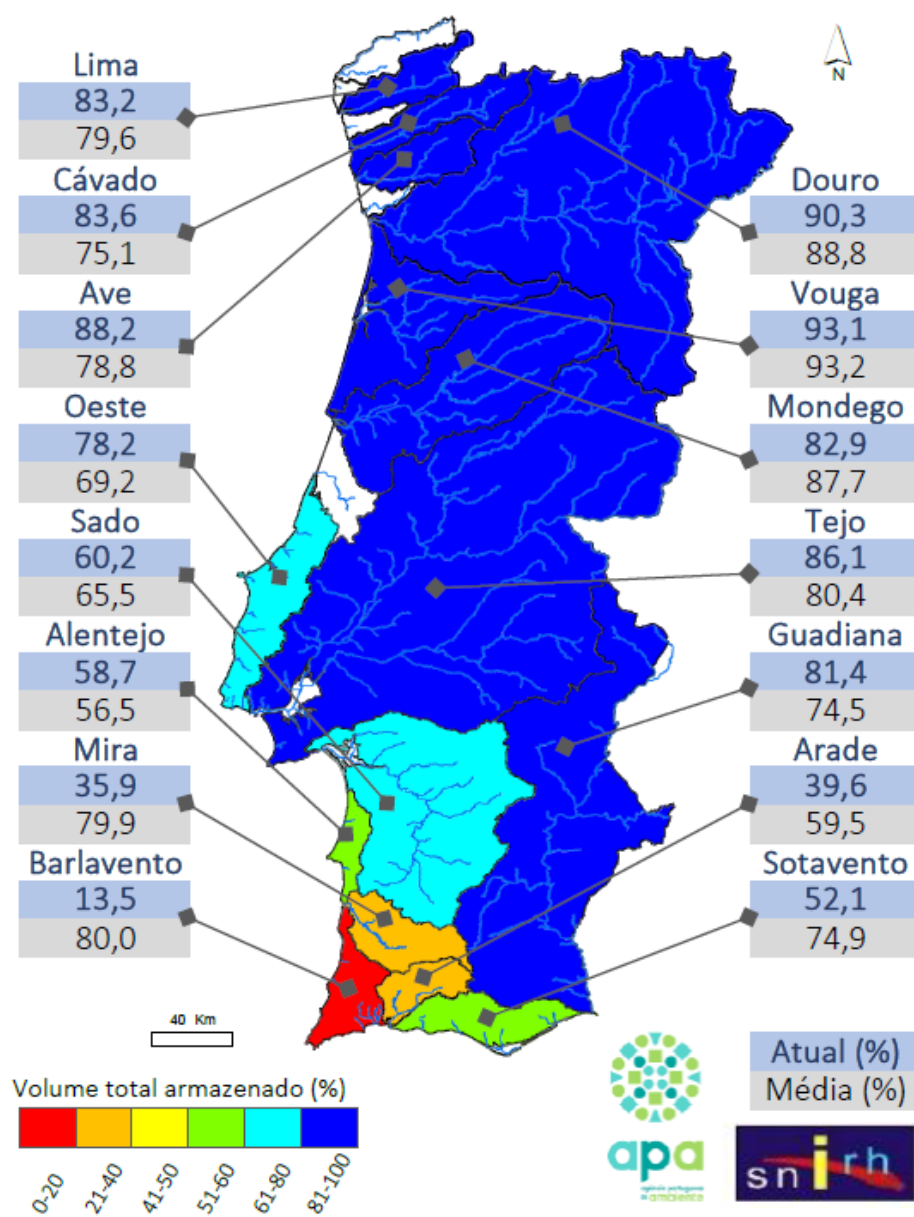 N
Lima
83,2
79,6
Cávado
83,6
75,1
Ave
88,2
78,8
Oeste
78,2
69,2
Sado
60,2
65,5
Alentejo
58,7
56,5
Mira
35,9
79,9
Barlavento
13,5
80,0
Douro
90,3
88,8
Vouga
93,1
93,2
Mondego
82,9
87,7
Tejo
86,1
80,4
Guadiana
81,4
74,5
Arade
39,6
59,5
Sotavento
52,1
74,9
40 Km
Volume total armazenado (%)
0-20
21-40
41-50
51-60
61-80
81-100
Atual (%)
Média (%)
apa
agência portuguesa
do ambiente
snirh